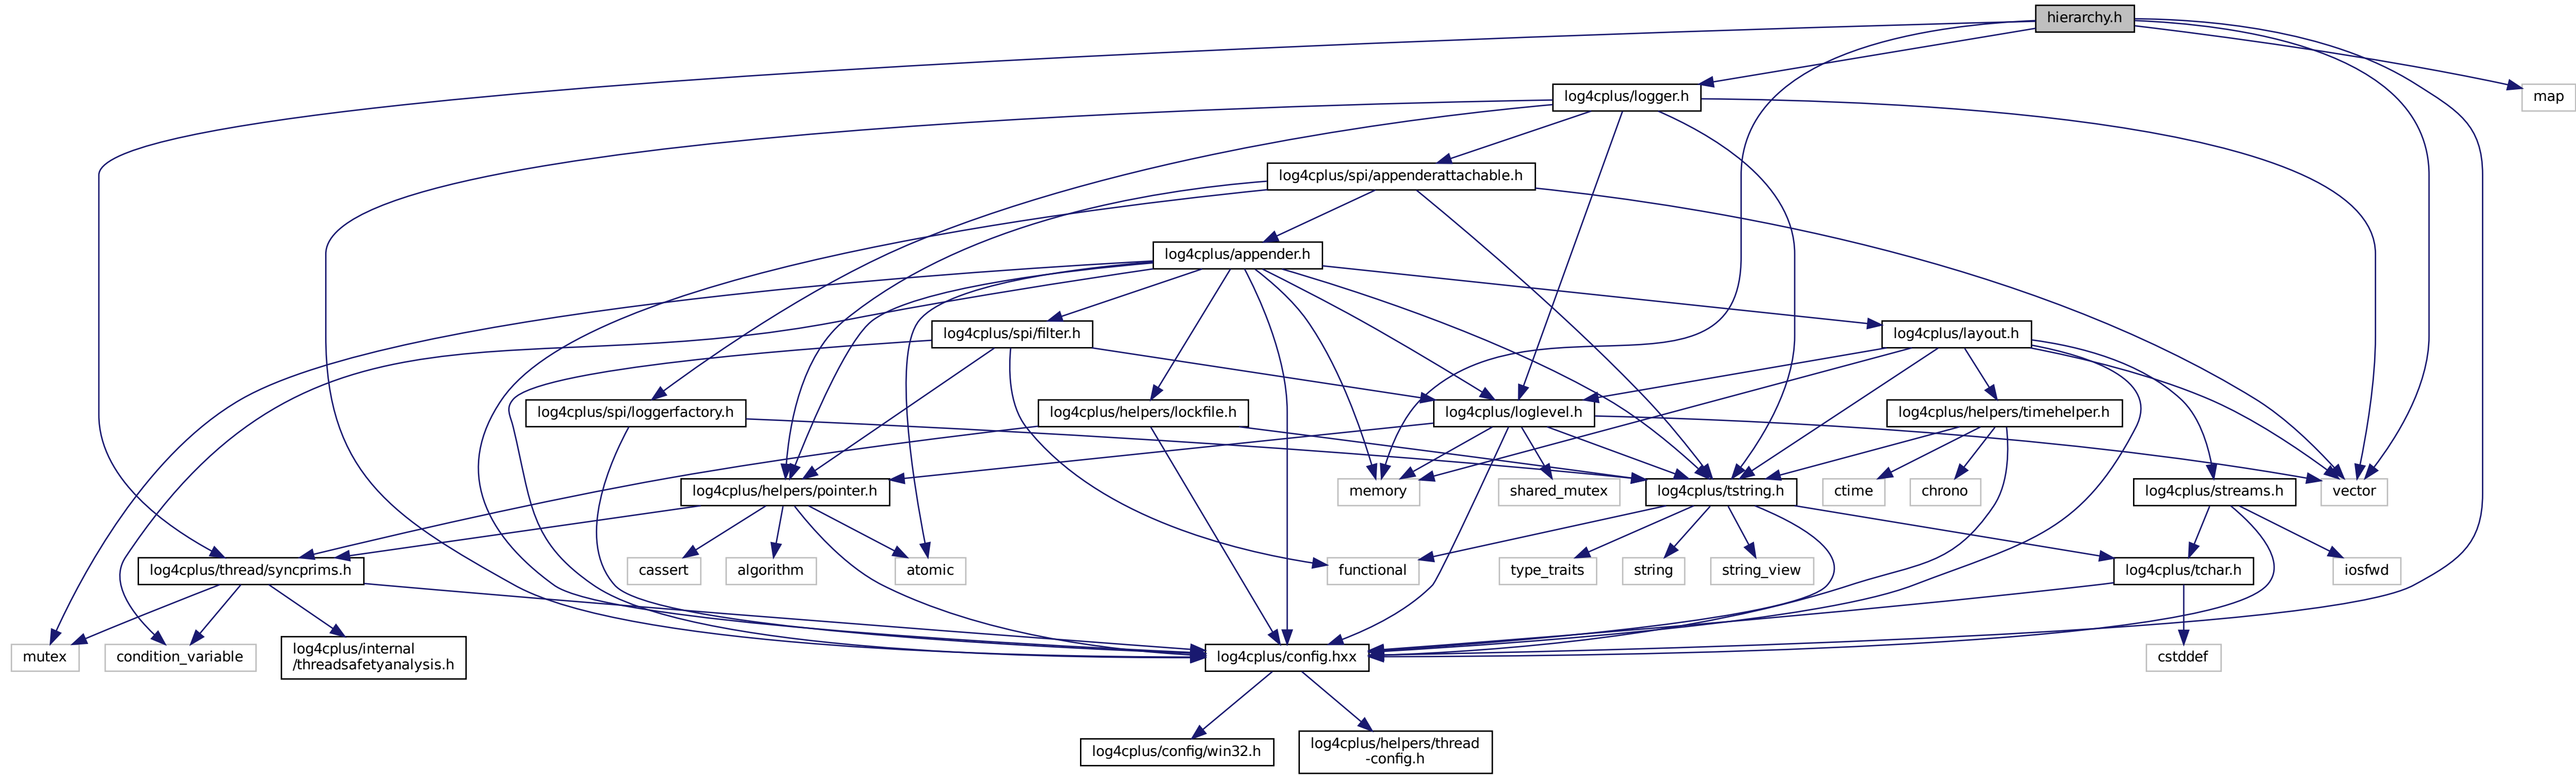 hierarchy.h
log4cplus/logger.h
map
log4cplus/spi/appenderattachable.h
log4cplus/appender.h
log4cplus/spi/filter.h
log4cplus/layout.h
log4cplus/spi/loggerfactory.h
log4cplus/helpers/lockfile.h
log4cplus/loglevel.h
log4cplus/helpers/timehelper.h
log4cplus/helpers/pointer.h
memory
shared_mutex
log4cplus/tstring.h
ctime
chrono
log4cplus/streams.h
vector
log4cplus/thread/syncprims.h
cassert
algorithm
atomic
functional
type_traits
string
string_view
log4cplus/tchar.h
iosfwd
mutex
condition_variable
log4cplus/internal
/threadsafetyanalysis.h
log4cplus/config.hxx
cstddef
log4cplus/config/win32.h
log4cplus/helpers/thread
-config.h